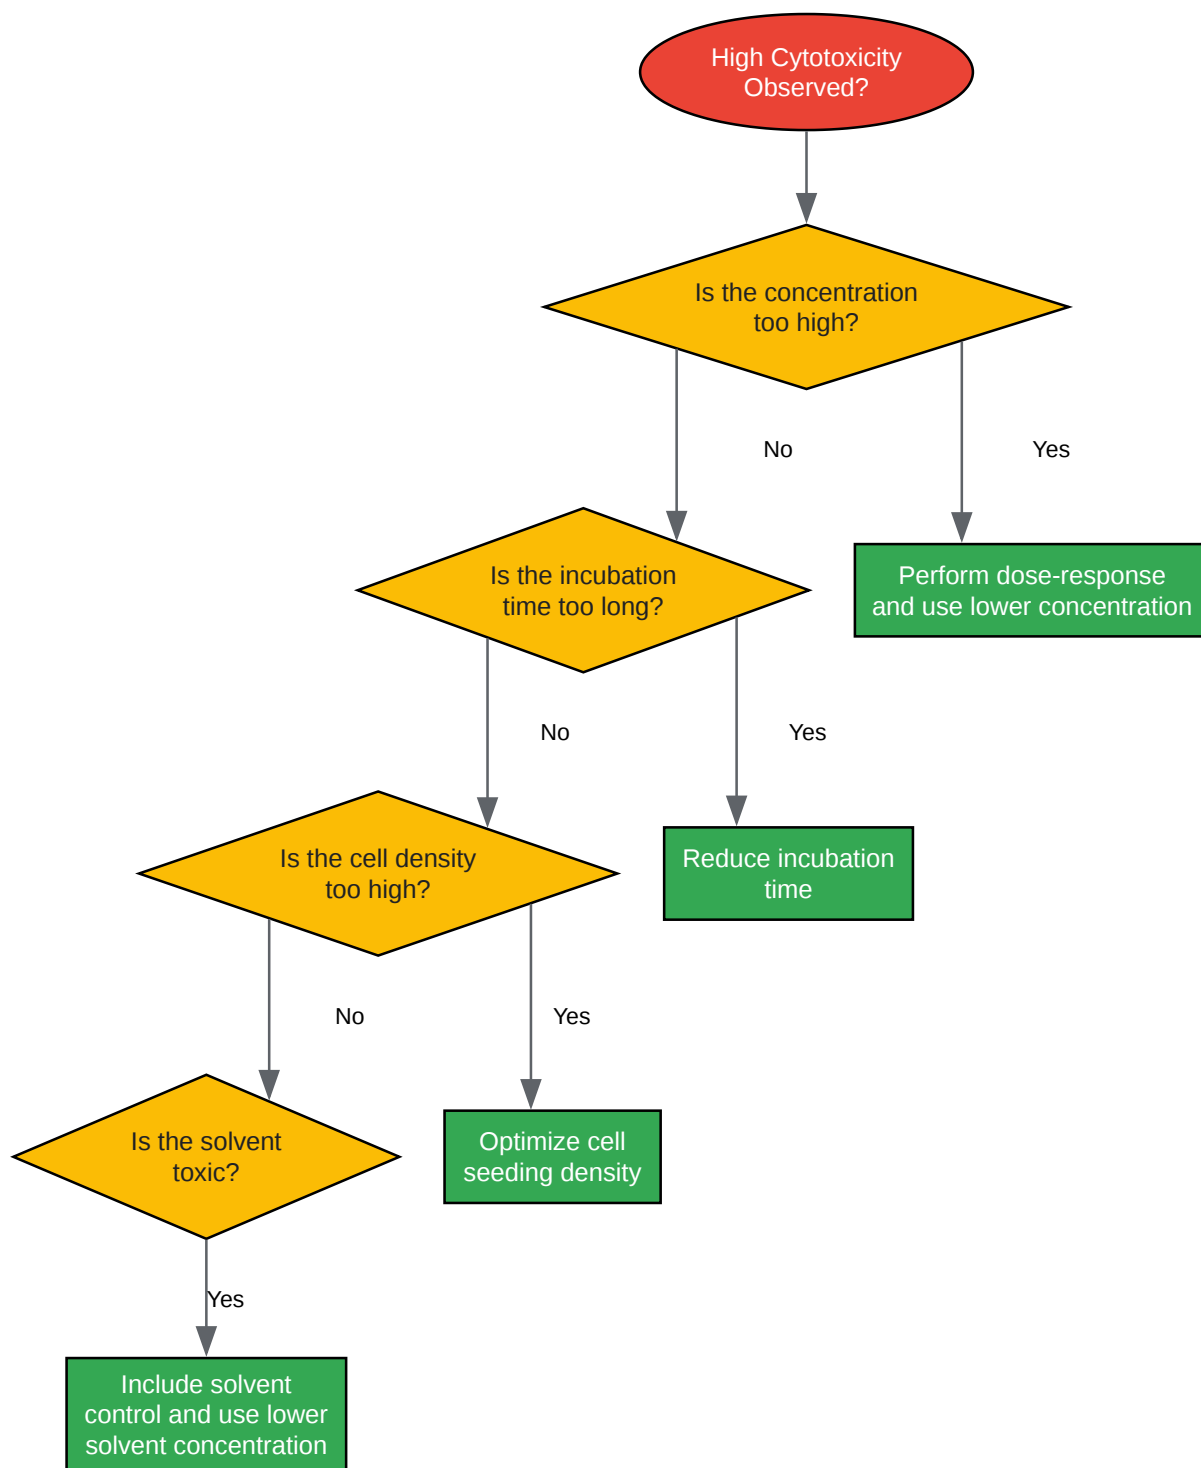 High Cytotoxicity
Observed?
Is the concentration
too high?
No
Yes
Is the incubation
time too long?
Perform dose-response
and use lower concentration
No
Yes
Is the cell density
too high?
Reduce incubation
time
No
Yes
Is the solvent
toxic?
Optimize cell
seeding density
Yes
Include solvent
control and use lower
solvent concentration